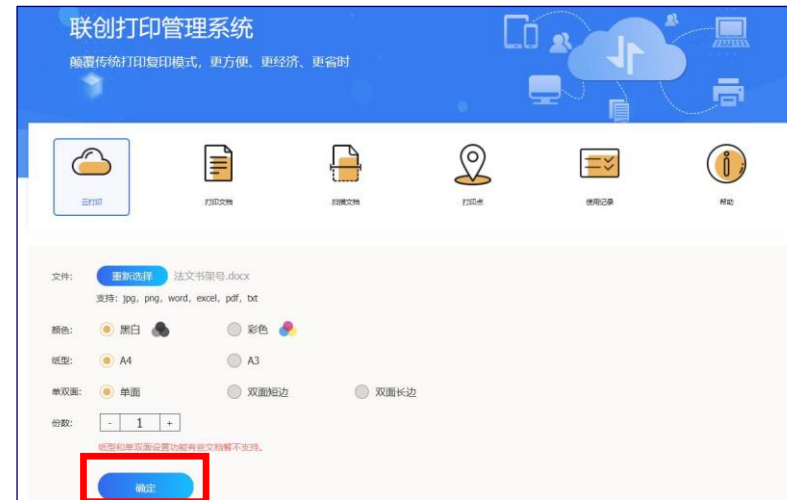 联创打印管理系统
颠覆传统打印复印模式，更方便、更经济、更省时
云打印 打印文档 扫描文档 打印点 使用记录 帮助
文件: 重新选择 法文书架号.docx
支持: jpg, png, word, excel, pdf, txt
颜色: 黑白 彩色
纸型: A4 A3
单双面: 单面 双面短边 双面长边
份数: - 1 +
纸型和单双面设置功能有些文档暂不支持。
确定